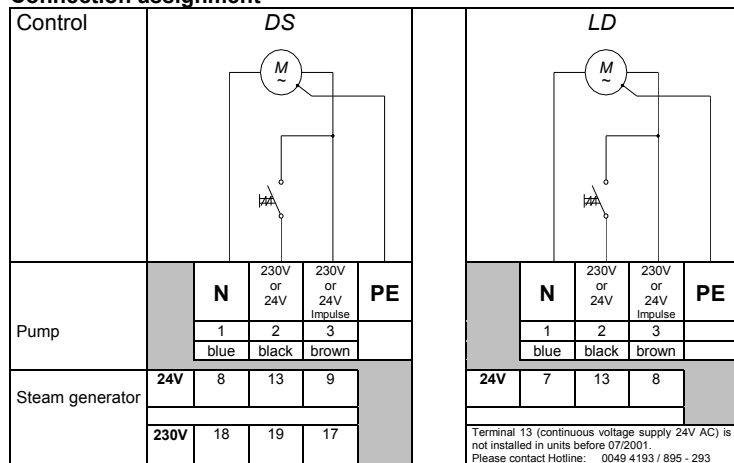 Connection assignment
Control DS LD
M ~ M ~
N 230V or 24V 230V or 24V Impulse PE N 230V or 24V 230V or 24V Impulse PE
Pump 1 2 3 1 2 3
blue black brown blue black brown
Steam generator 24V 8 13 9 24V 7 13 8
230V 18 19 17
Terminal 13 (continuous voltage supply 24V AC) is
not installed in units before 07/2001.
Please contact Hotline: 0049 4193 / 895 - 293